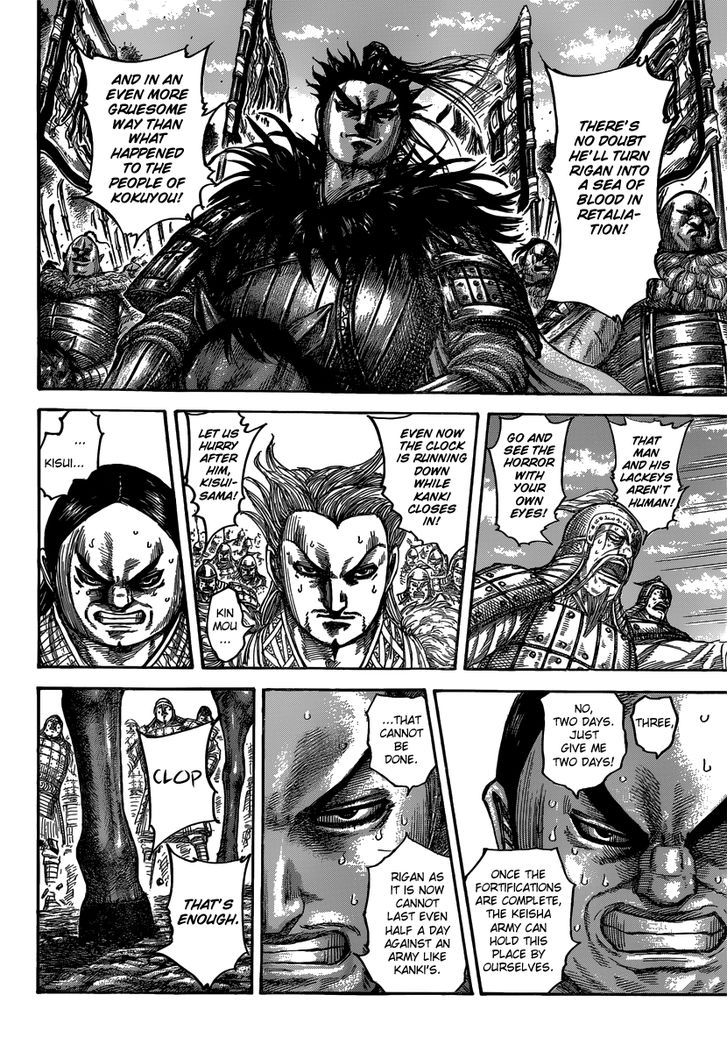 THERE'S
NO DOUBT
HE'LL TURN
RIGAN INTO
A SEA OF
BLOOD IN
RETALIA-
TION!
AND IN AN
EVEN MORE
GRUESOME
WAY THAN
WHAT
HAPPENED
TO THE
PEOPLE OF
KOKUYOU!
THAT
MAN
AND HIS
LACKEYS
AREN'T
HUMAN!
GO AND
SEE THE
HORROR
WITH
YOUR OWN
EYES!
EVEN NOW
THE CLOCK
IS RUNNING
DOWN
WHILE
KANKI
CLOSES
IN!
LET US
HURRY
AFTER
HIM,
KISUI-
SAMA!
KIN
MOU
...
...
KISUI...
THREE,
NO,
TWO DAYS.
JUST
GIVE ME
TWO DAYS!
ONCE THE
FORTIFICATIONS
ARE COMPLETE,
THE KEISHA
ARMY CAN
HOLD THIS
PLACE BY
OURSELVES.
...THAT
CANNOT
BE
DONE.
RIGAN AS
IT IS NOW
CANNOT
LAST EVEN
HALF A DAY
AGAINST AN
ARMY LIKE
KANKI'S.
CLOP
THAT'S
ENOUGH.